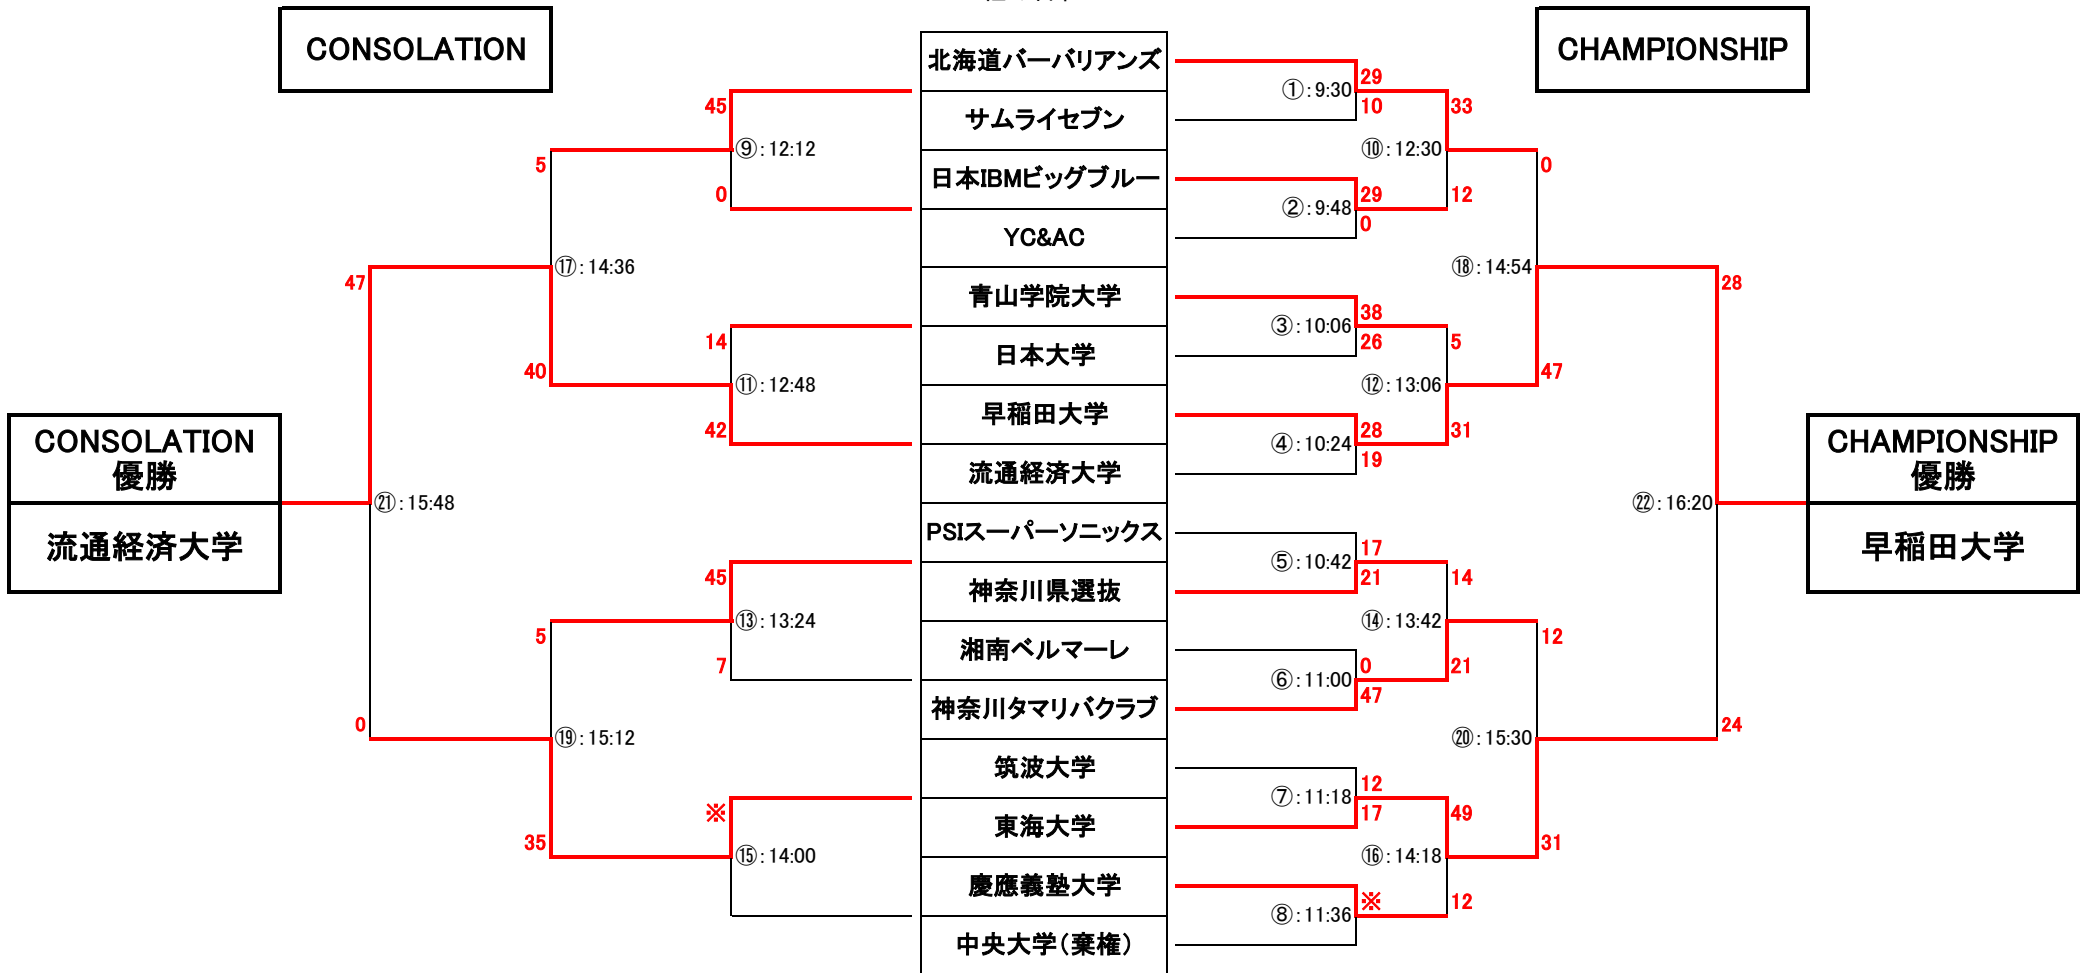 CONSOLATION
CHAMPIONSHIP
北海道バーバリアンズ
29
①:9:30
45
10
33
サムライセブン
⑨:12:12
⑩:12:30
5
0
日本IBMビッグブルー
0
29
12
②:9:48
0
YC&AC
⑰:14:36
⑱:14:54
47
28
青山学院大学
38
③:10:06
14
26
5
日本大学
40
⑪:12:48
⑫:13:06
47
早稲田大学
42
28
31
④:10:24
19
流通経済大学
CONSOLATION
優勝
流通経済大学
CHAMPIONSHIP
優勝
早稲田大学
㉑:15:48
㉒:16:20
PSIスーパーソニックス
17
⑤:10:42
45
21
14
神奈川県選抜
⑬:13:24
⑭:13:42
5
12
湘南ベルマーレ
7
0
21
⑥:11:00
47
神奈川タマリバクラブ
0
24
⑲:15:12
⑳:15:30
筑波大学
12
⑦:11:18
※
17
49
東海大学
35
31
⑮:14:00
⑯:14:18
慶應義塾大学
※
12
⑧:11:36
中央大学(棄権)